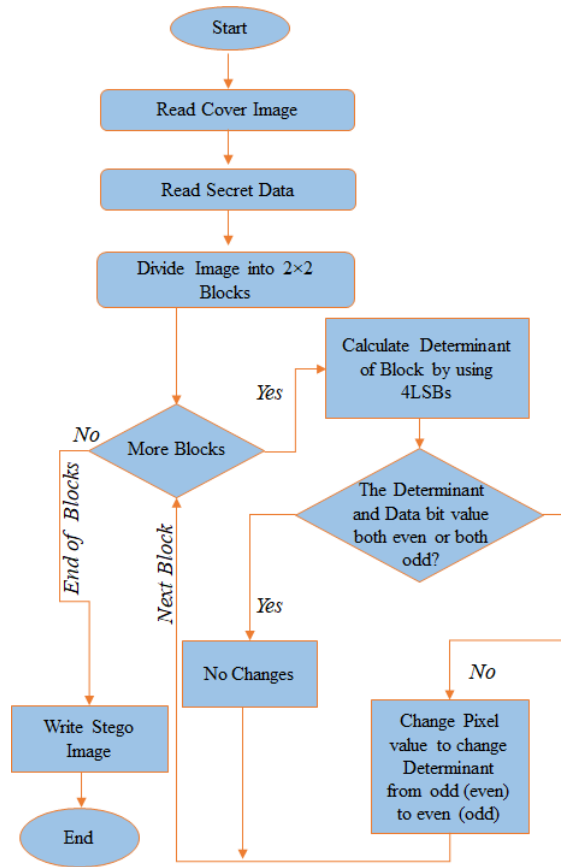 Start
Read Cover Image
Read Secret Data
Divide Image into 2×2
Blocks
Calculate Determinant
of Block by using
4LSBs
Yes
No
More Blocks
The Determinant
and Data bit value
both even or both
odd?
End of Blocks
Next Block
Yes
No
No Changes
Change Pixel
value to change
Determinant
from odd (even)
to even (odd)
Write Stego
Image
End